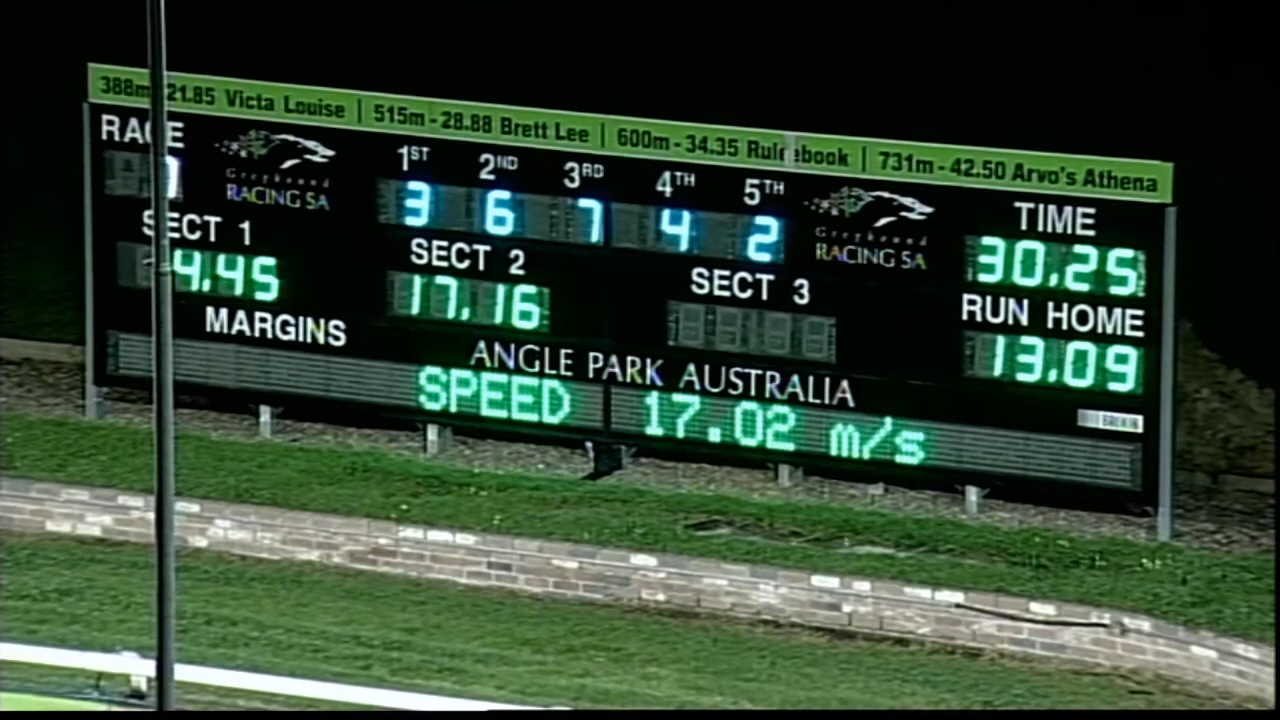 388m 21.85 Victa Louise | 515m - 28.88 Brett Lee | 600m - 34.35 Rulebook | 731m - 42.50 Arvo's Athena
RACE
1ST 2ND 3RD 4TH 5TH
Greyhound
RACING SA
3 6 7 4 2
Greyhound
RACING SA
TIME
30.25
SECT 1
4.45
SECT 2
17.16
SECT 3
RUN HOME
13.09
MARGINS
ANGLE PARK AUSTRALIA
SPEED 17.02 m/s